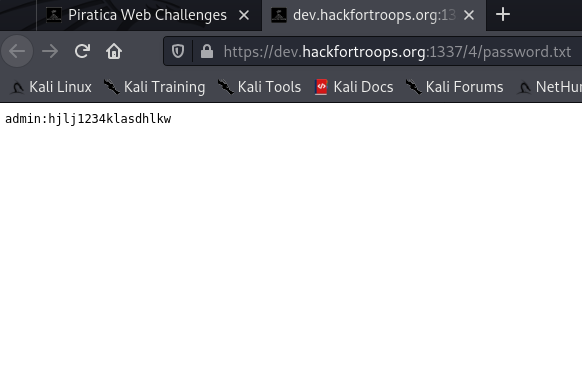 Piratica Web Challenges
dev.hackfortroops.org:13
https://dev.hackfortroops.org:1337/4/password.txt
Kali Linux
Kali Training
Kali Tools
Kali Docs
Kali Forums
NetHun
admin:hjlj1234klasdhlkw